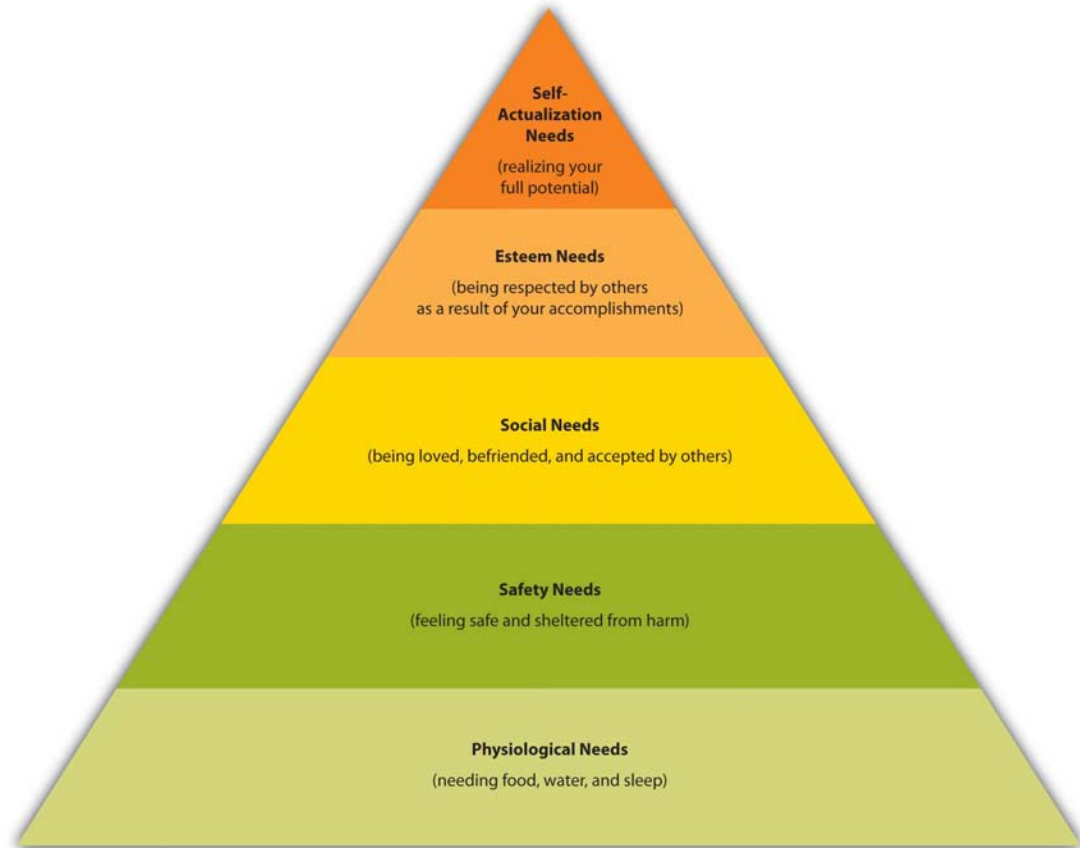 Self-
Actualization
Needs
(realizing your
full potential)
Esteem Needs
(being respected by others
as a result of your accomplishments)
Social Needs
(being loved, befriended, and accepted by others)
Safety Needs
(feeling safe and sheltered from harm)
Physiological Needs
(needing food, water, and sleep)